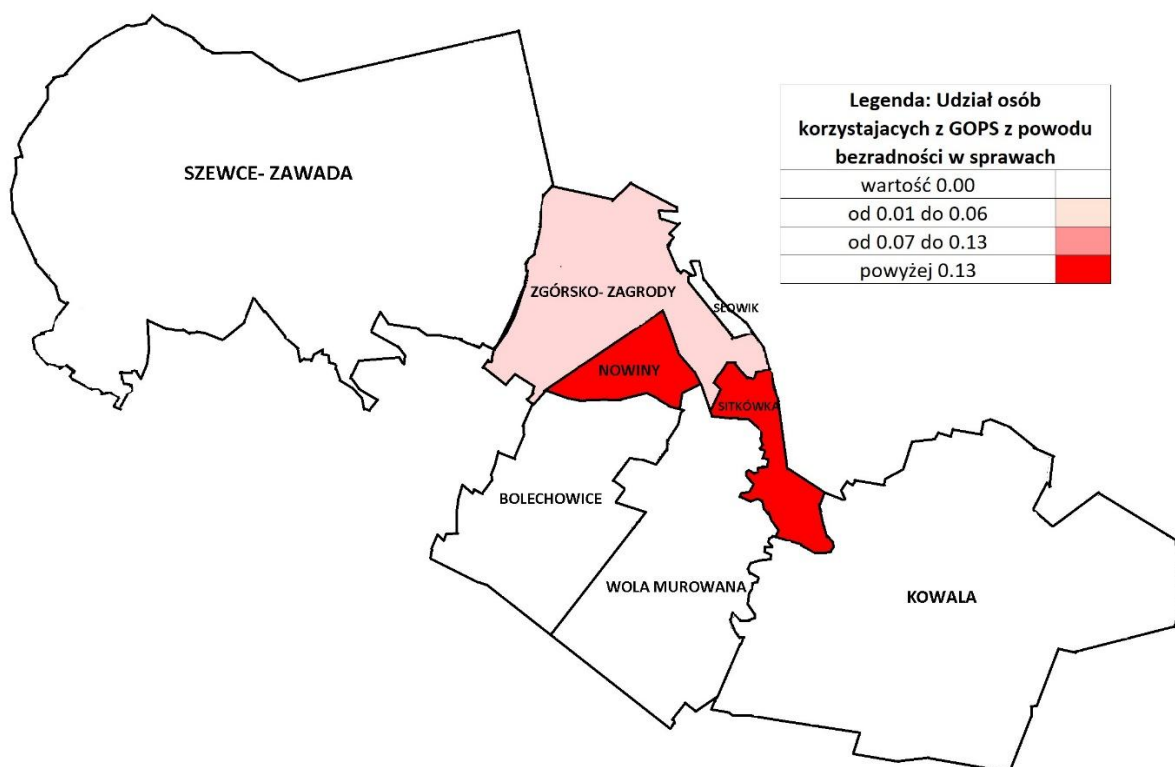 Legenda: Udział osób
korzystajacych z GOPS z powodu
bezradności w sprawach
wartość 0.00
od 0.01 do 0.06
od 0.07 do 0.13
powyżej 0.13
SZEWCE- ZAWADA
ZGÓRSKO- ZAGRODY
SŁOWIK
NOWINY
SITKÓWKA
BOLECHOWICE
WOLA MUROWANA
KOWALA